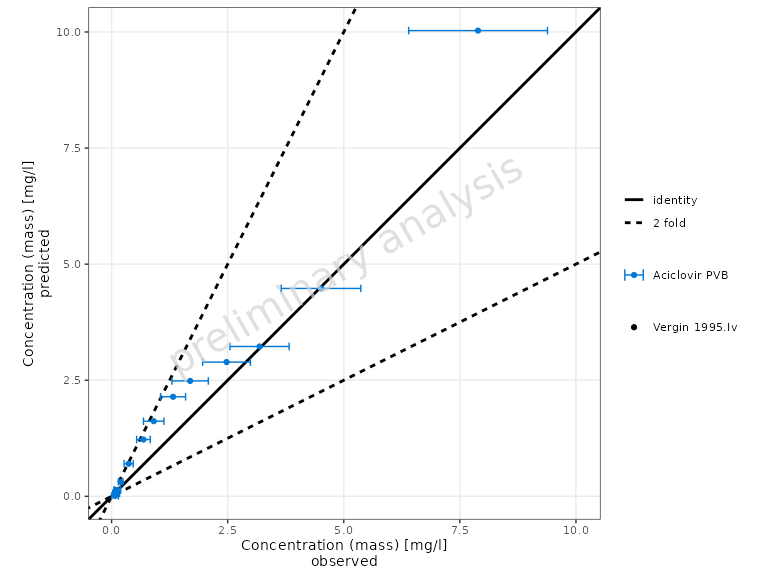 10.0
7.5
5.0
2.5
0.0
Concentration (mass) [mg/l]
predicted
preliminary analysis
0.0 2.5 5.0 7.5 10.0
Concentration (mass) [mg/l]
observed
identity
2 fold
Aciclovir PVB
Vergin 1995.Iv